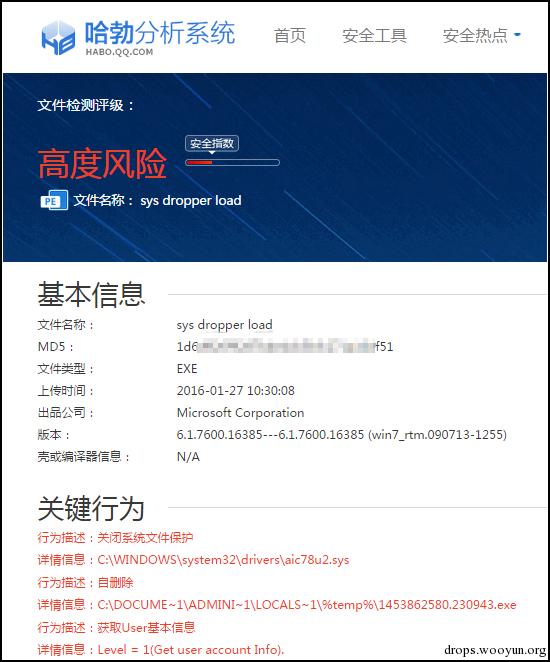 哈勃分析系统
HABO.QQ.COM
首页 安全工具 安全热点
文件检测评级：
高度风险 安全指数
PE 文件名称： sys dropper load
基本信息
文件名称： sys dropper load
MD5： 1d6 f51
文件类型： EXE
上传时间： 2016-01-27 10:30:08
出品公司： Microsoft Corporation
版本： 6.1.7600.16385---6.1.7600.16385 (win7_rtm.090713-1255)
壳或编译器信息： N/A
关键行为
行为描述：关闭系统文件保护
详情信息：C:\WINDOWS\system32\drivers\aic78u2.sys
行为描述：自删除
详情信息：C:\DOCUME~1\ADMINI~1\LOCALS~1\%temp%\1453862580.230943.exe
行为描述：获取User基本信息
详情信息：Level = 1(Get user account Info).
drops.wooyun.org